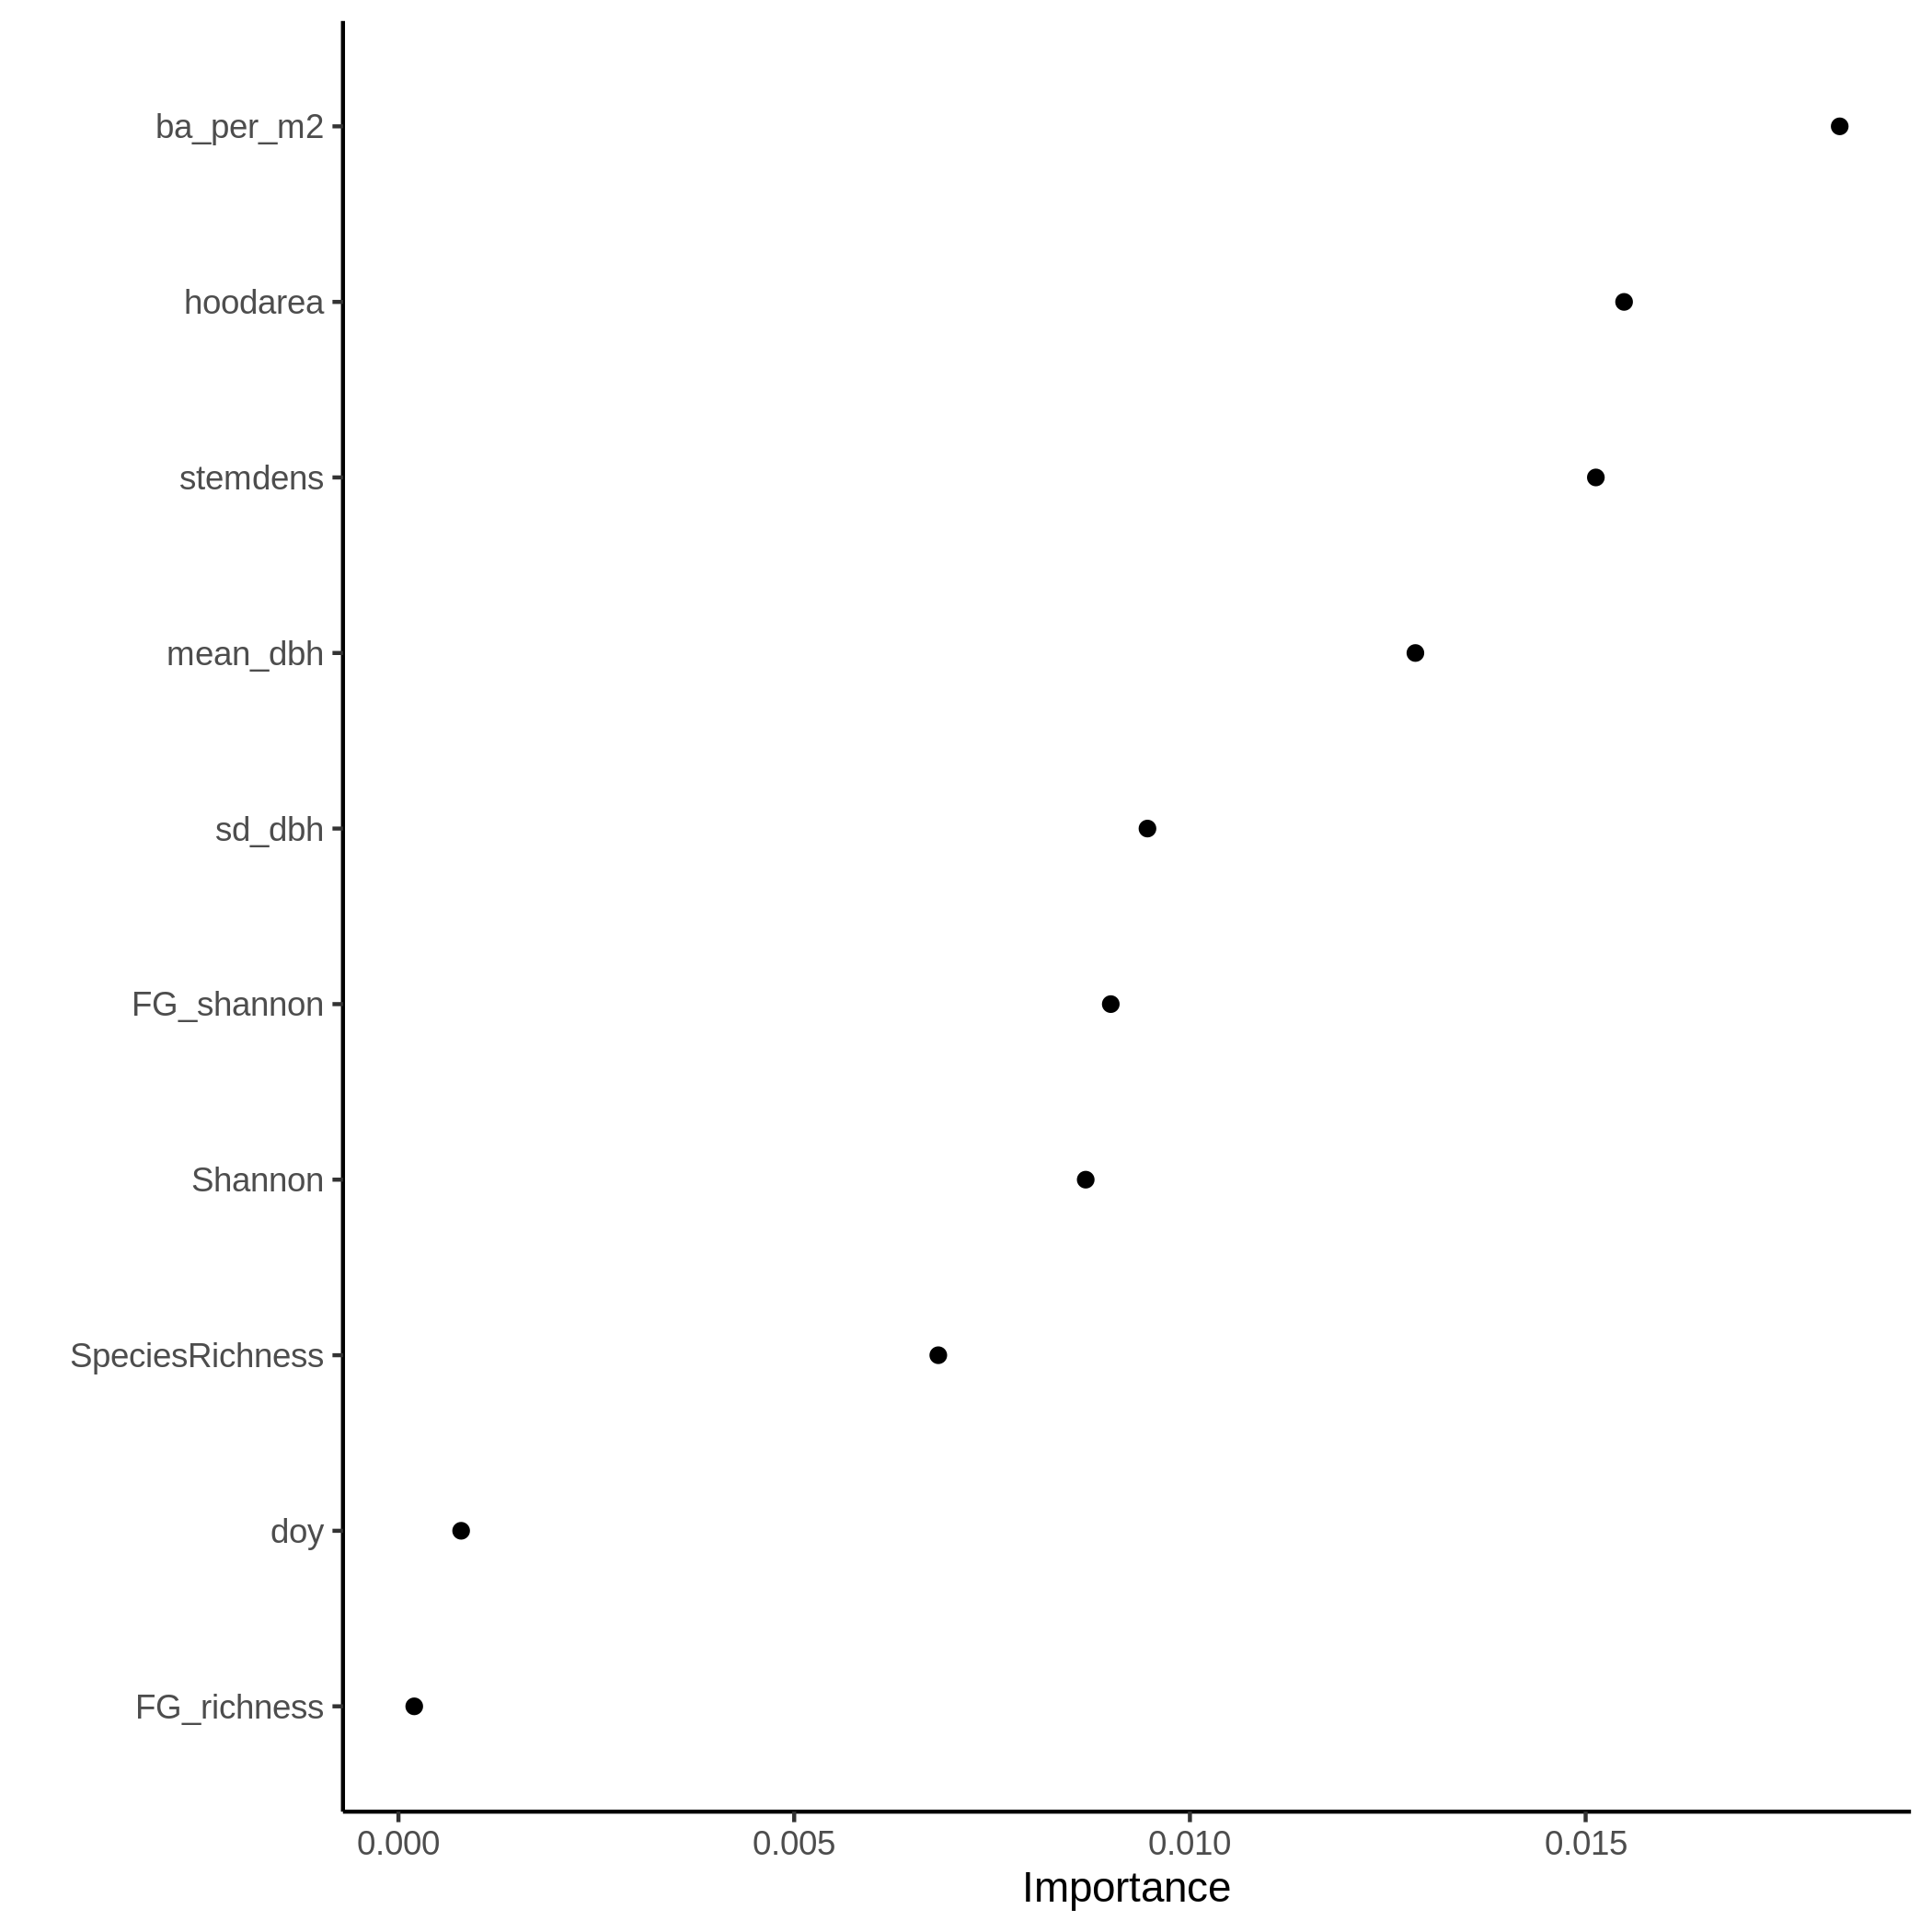 ba_per_m2
hoodarea
stemdens
mean_dbh
sd_dbh
FG_shannon
Shannon
SpeciesRichness
doy
FG_richness
0.000 0.005 0.010 0.015
Importance